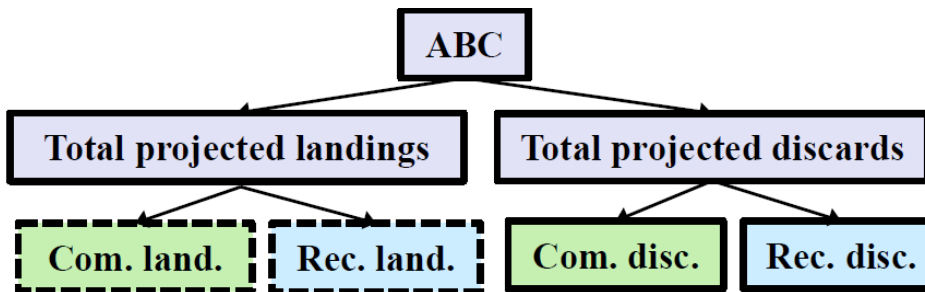 ABC
Total projected landings
Total projected discards
Com. land.
Rec. land.
Com. disc.
Rec. disc.